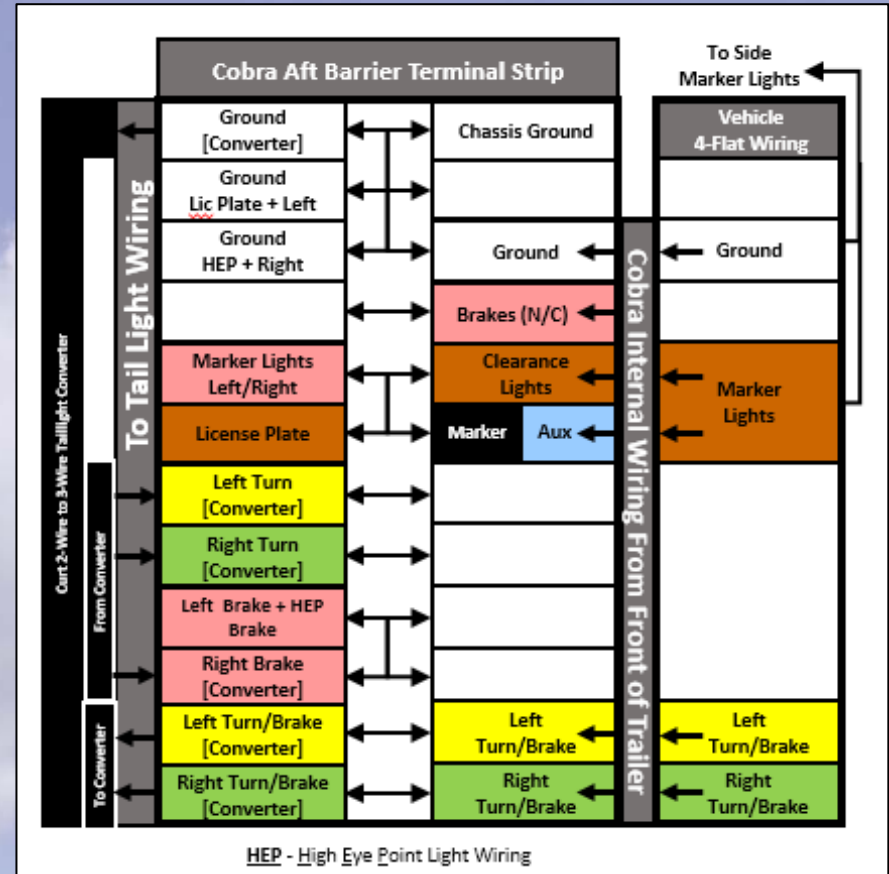 To Side
Marker Lights
Cobra Aft Barrier Terminal Strip
Vehicle
4-Flat Wiring
Curt 2-Wire to 3-Wire Tailllight Converter
From Converter
To Converter
To Tail Light Wiring
Ground
[Converter]
Ground
Lic Plate + Left
Ground
HEP + Right
Marker Lights
Left/Right
License Plate
Left Turn
[Converter]
Right Turn
[Converter]
Left Brake + HEP
Brake
Right Brake
[Converter]
Left Turn/Brake
[Converter]
Right Turn/Brake
[Converter]
Chassis Ground
Ground
Brakes (N/C)
Clearance
Lights
Marker
Aux
Left
Turn/Brake
Right
Turn/Brake
Cobra Internal Wiring From Front of Trailer
Ground
Marker
Lights
Left
Turn/Brake
Right
Turn/Brake
HEP - High Eye Point Light Wiring